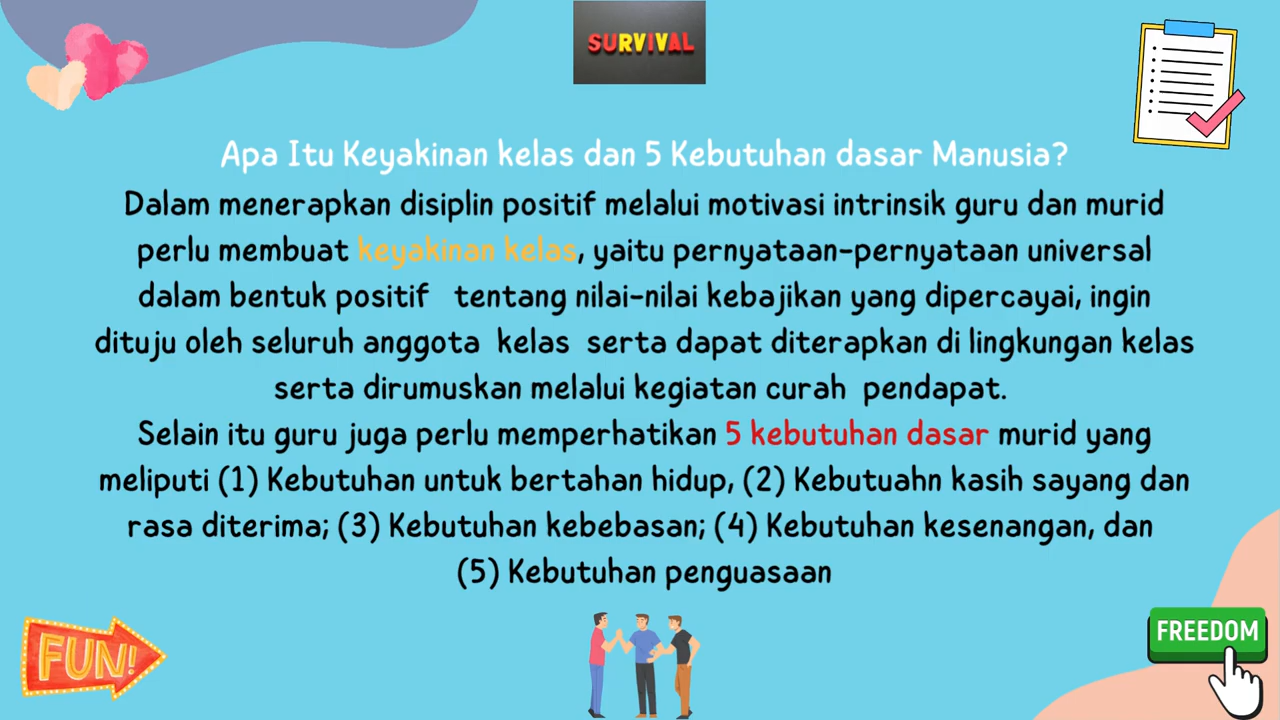 SURVIVAL
Apa Itu Keyakinan kelas dan 5 Kebutuhan dasar Manusia?
Dalam menerapkan disiplin positif melalui motivasi intrinsik guru dan murid
perlu membuat keyakinan kelas, yaitu pernyataan-pernyataan universal
dalam bentuk positif tentang nilai-nilai kebajikan yang dipercayai, ingin
dituju oleh seluruh anggota kelas serta dapat diterapkan di lingkungan kelas
serta dirumuskan melalui kegiatan curah pendapat.
Selain itu guru juga perlu memperhatikan 5 kebutuhan dasar murid yang
meliputi (1) Kebutuhan untuk bertahan hidup, (2) Kebutuahn kasih sayang dan
rasa diterima; (3) Kebutuhan kebebasan; (4) Kebutuhan kesenangan, dan
(5) Kebutuhan penguasaan
FUN!
FREEDOM